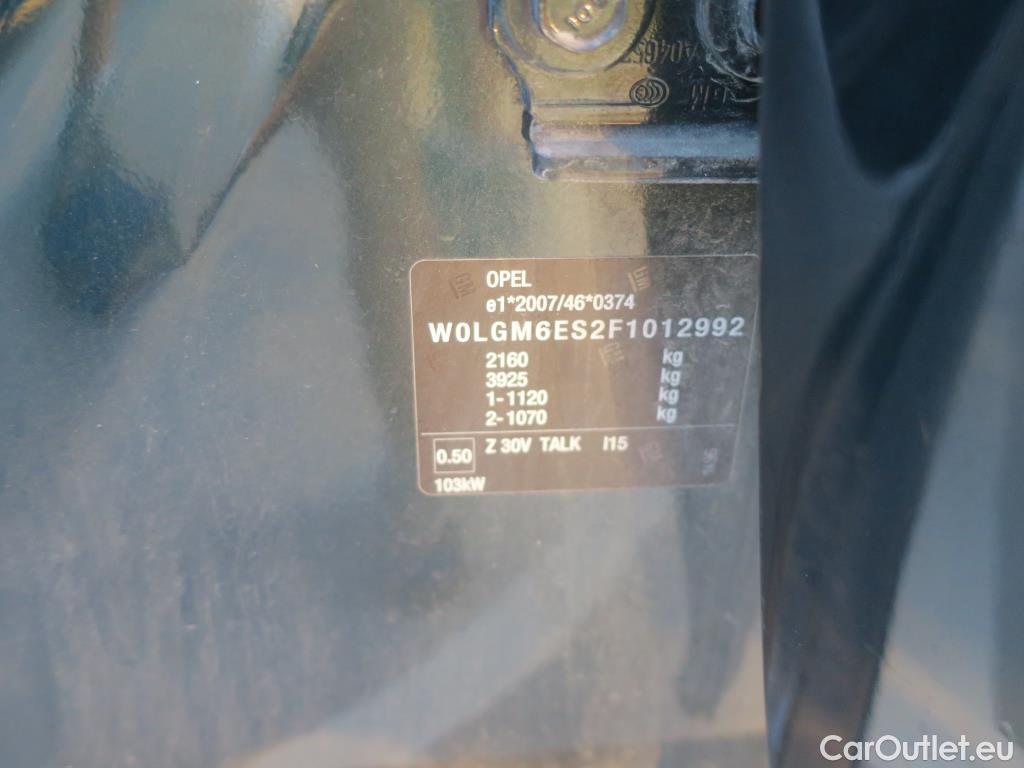 OPEL
e1*2007/46*0374
W0LGM6ES2F1012992
2160 kg
3925 kg
1-1120 kg
2-1070 kg
0.50 Z 30V TALK I15
103kW
CarOutlet.eu